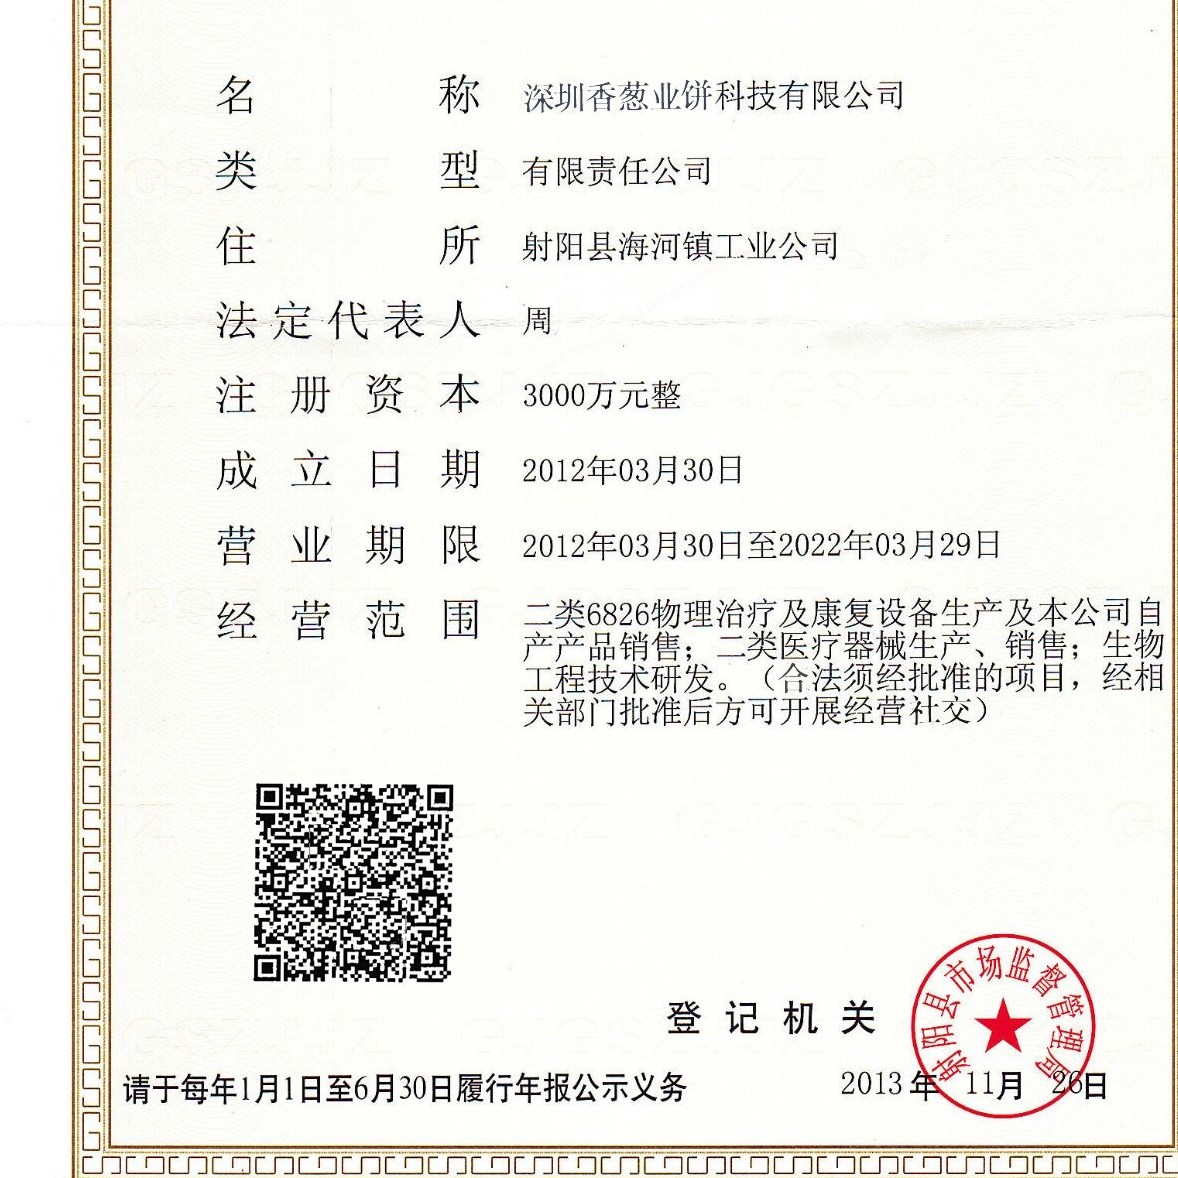 名称 深圳香葱业饼科技有限公司
类型 有限责任公司
住所 射阳县海河镇工业公司
法定代表人 周
注册资本 3000万元整
成立日期 2012年03月30日
营业期限 2012年03月30日至2022年03月29日
经营范围 二类6826物理治疗及康复设备生产及本公司自
产产品销售；二类医疗器械生产、销售；生物
工程技术研发。（合法须经批准的项目，经相
关部门批准后方可开展经营社交）
登记机关
射阳县市场监督管理局
请于每年1月1日至6月30日履行年报公示义务
2013年 11月 26日